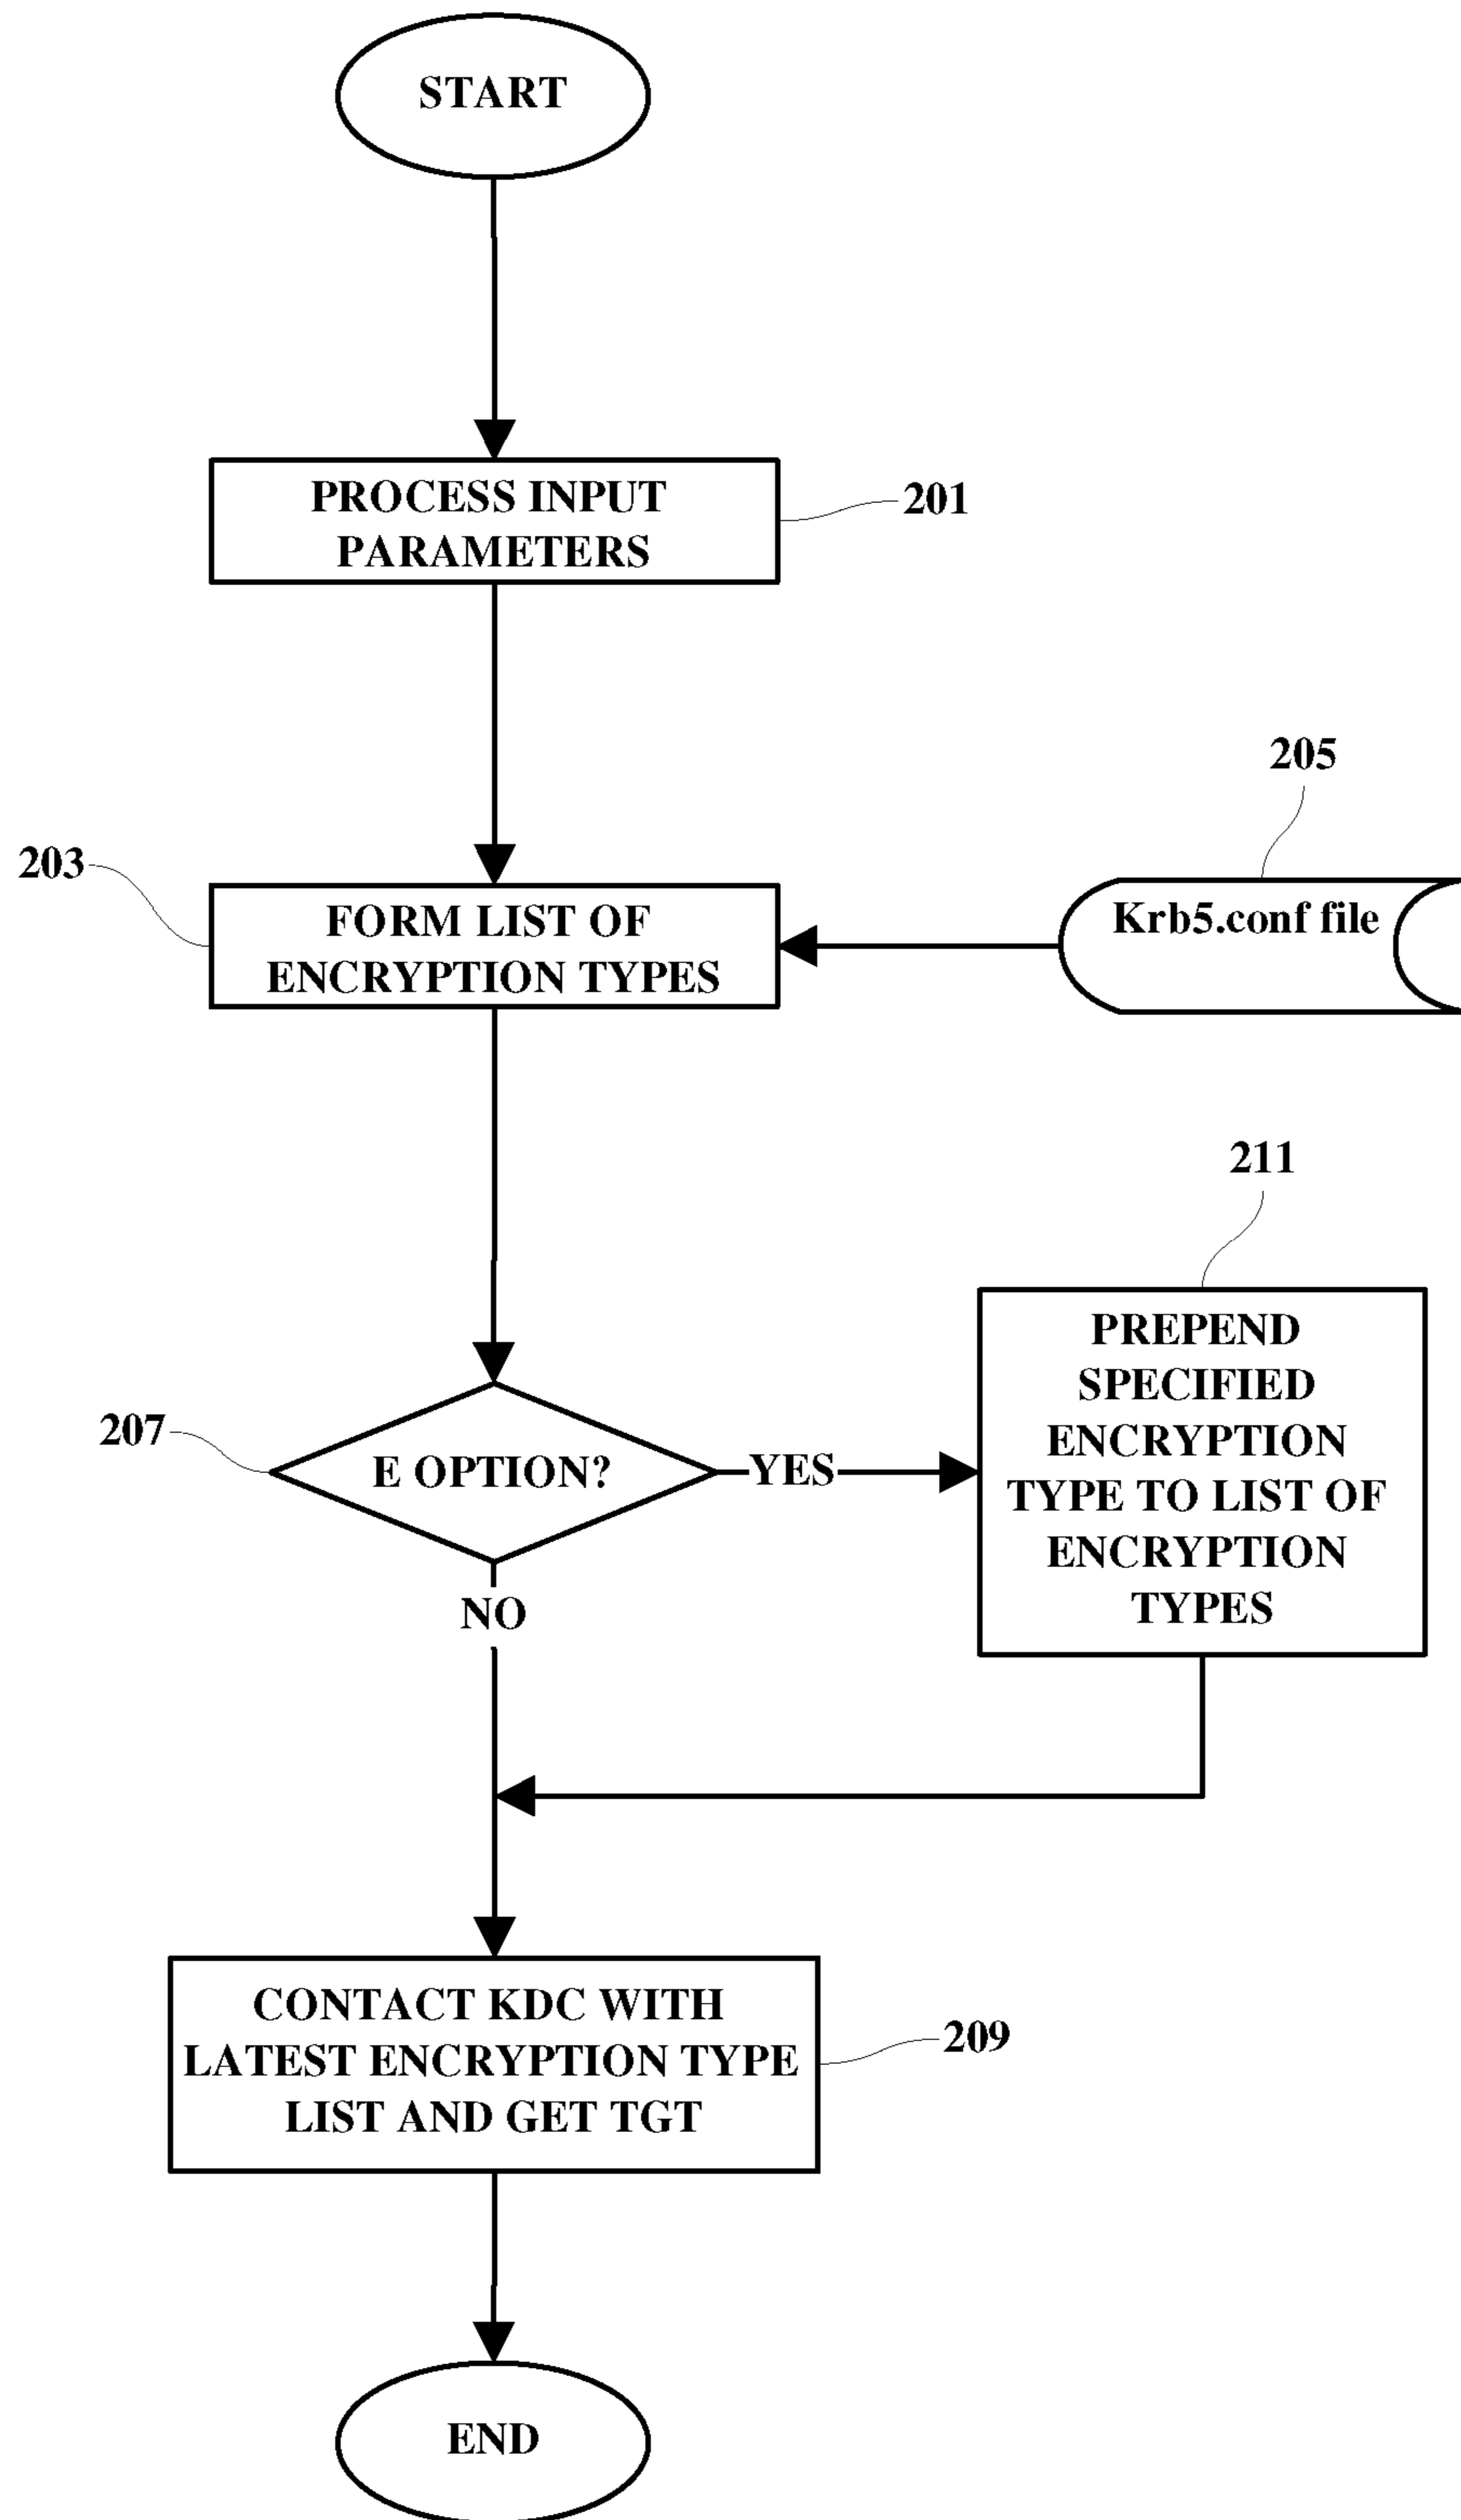 START
PROCESS INPUT
PARAMETERS
201
205
203
FORM LIST OF
ENCRYPTION TYPES
Krb5.conf file
211
207
E OPTION?
YES
PREPEND
SPECIFIED
ENCRYPTION
TYPE TO LIST OF
ENCRYPTION
TYPES
NO
CONTACT KDC WITH
LATEST ENCRYPTION TYPE
LIST AND GET TGT
209
END